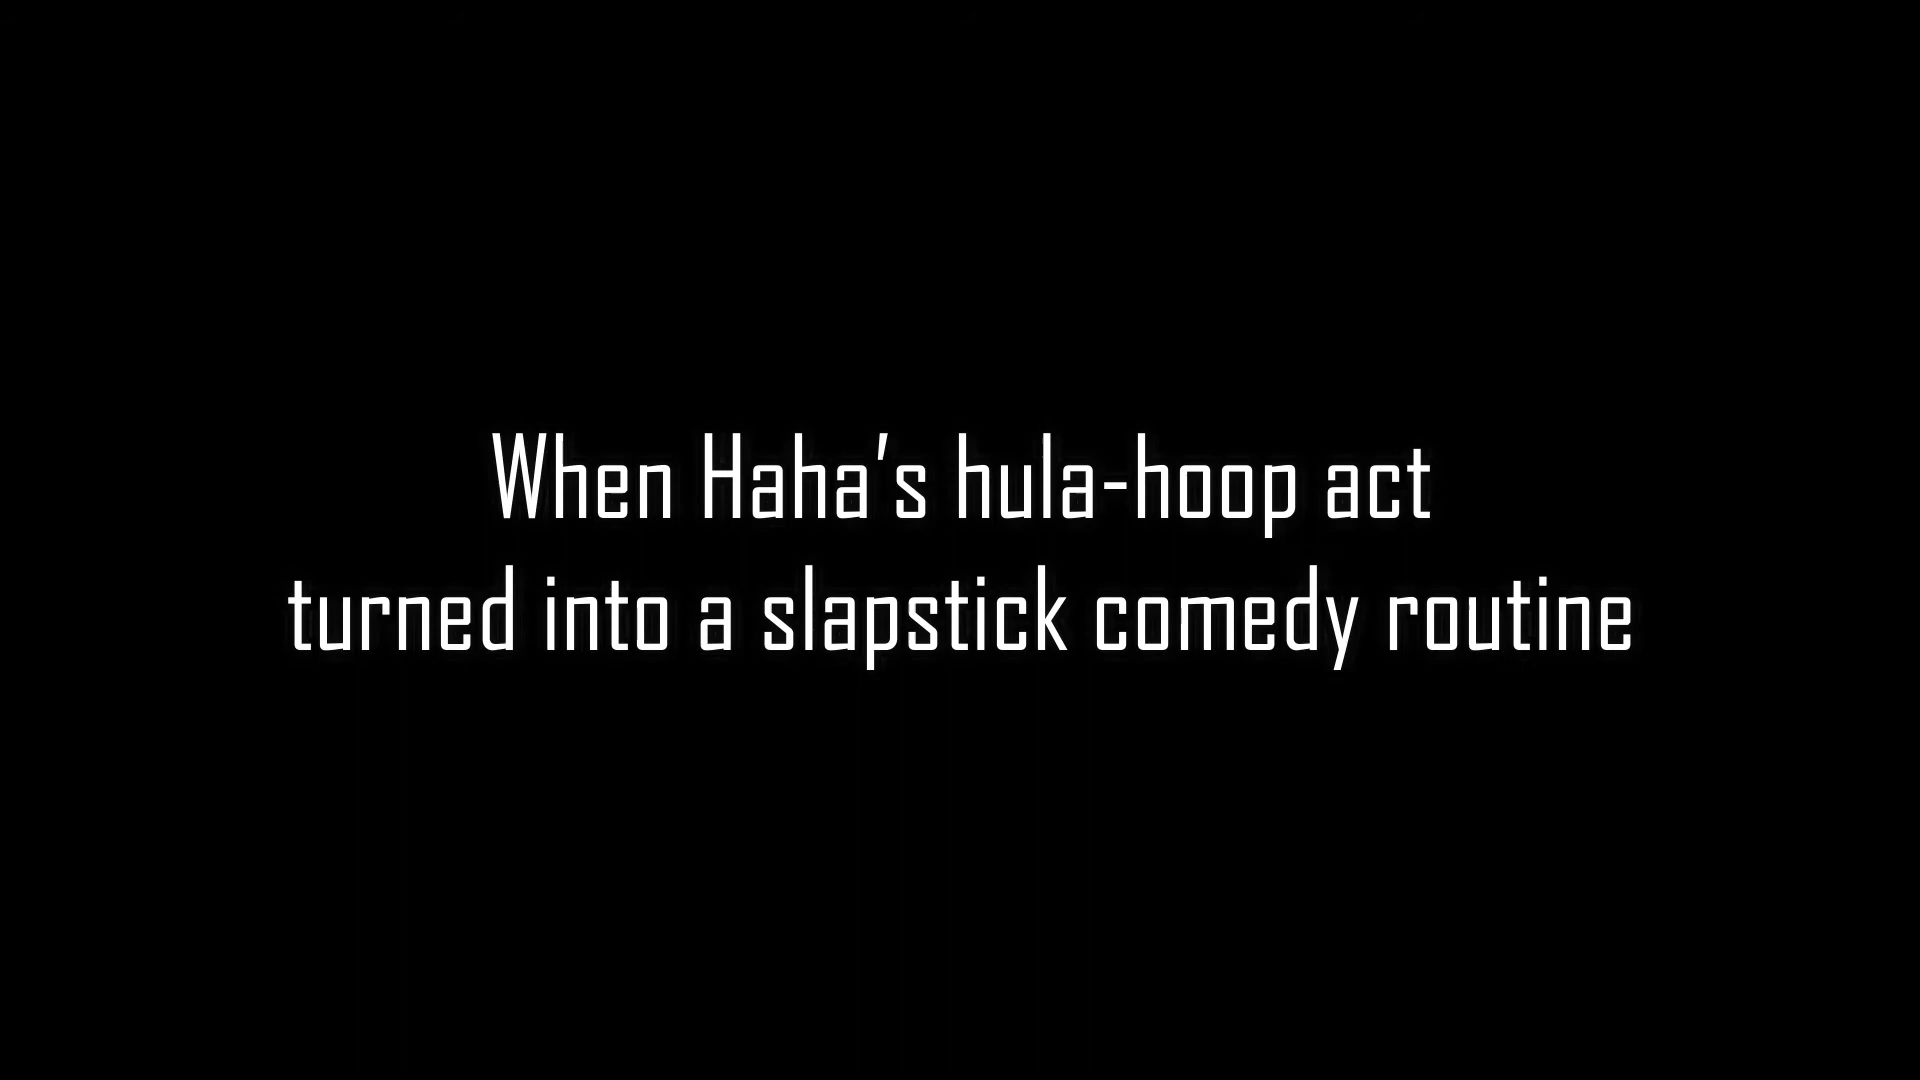 When Haha's hula-hoop act
turned into a slapstick comedy routine